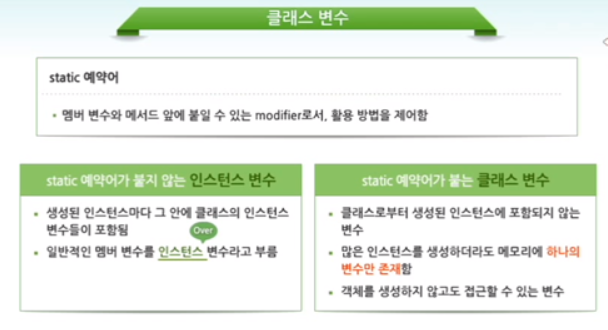 클래스 변수
static 예약어
• 멤버 변수와 메서드 앞에 붙일 수 있는 modifier로서, 활용 방법을 제어함
static 예약어가 붙지 않는 인스턴스 변수
• 생성된 인스턴스마다 그 안에 클래스의 인스턴스
변수들이 포함됨
Over
• 일반적인 멤버 변수를 인스턴스 변수라고 부름
static 예약어가 붙는 클래스 변수
• 클래스로부터 생성된 인스턴스에 포함되지 않는
변수
• 많은 인스턴스를 생성하더라도 메모리에 하나의
변수만 존재함
• 객체를 생성하지 않고도 접근할 수 있는 변수